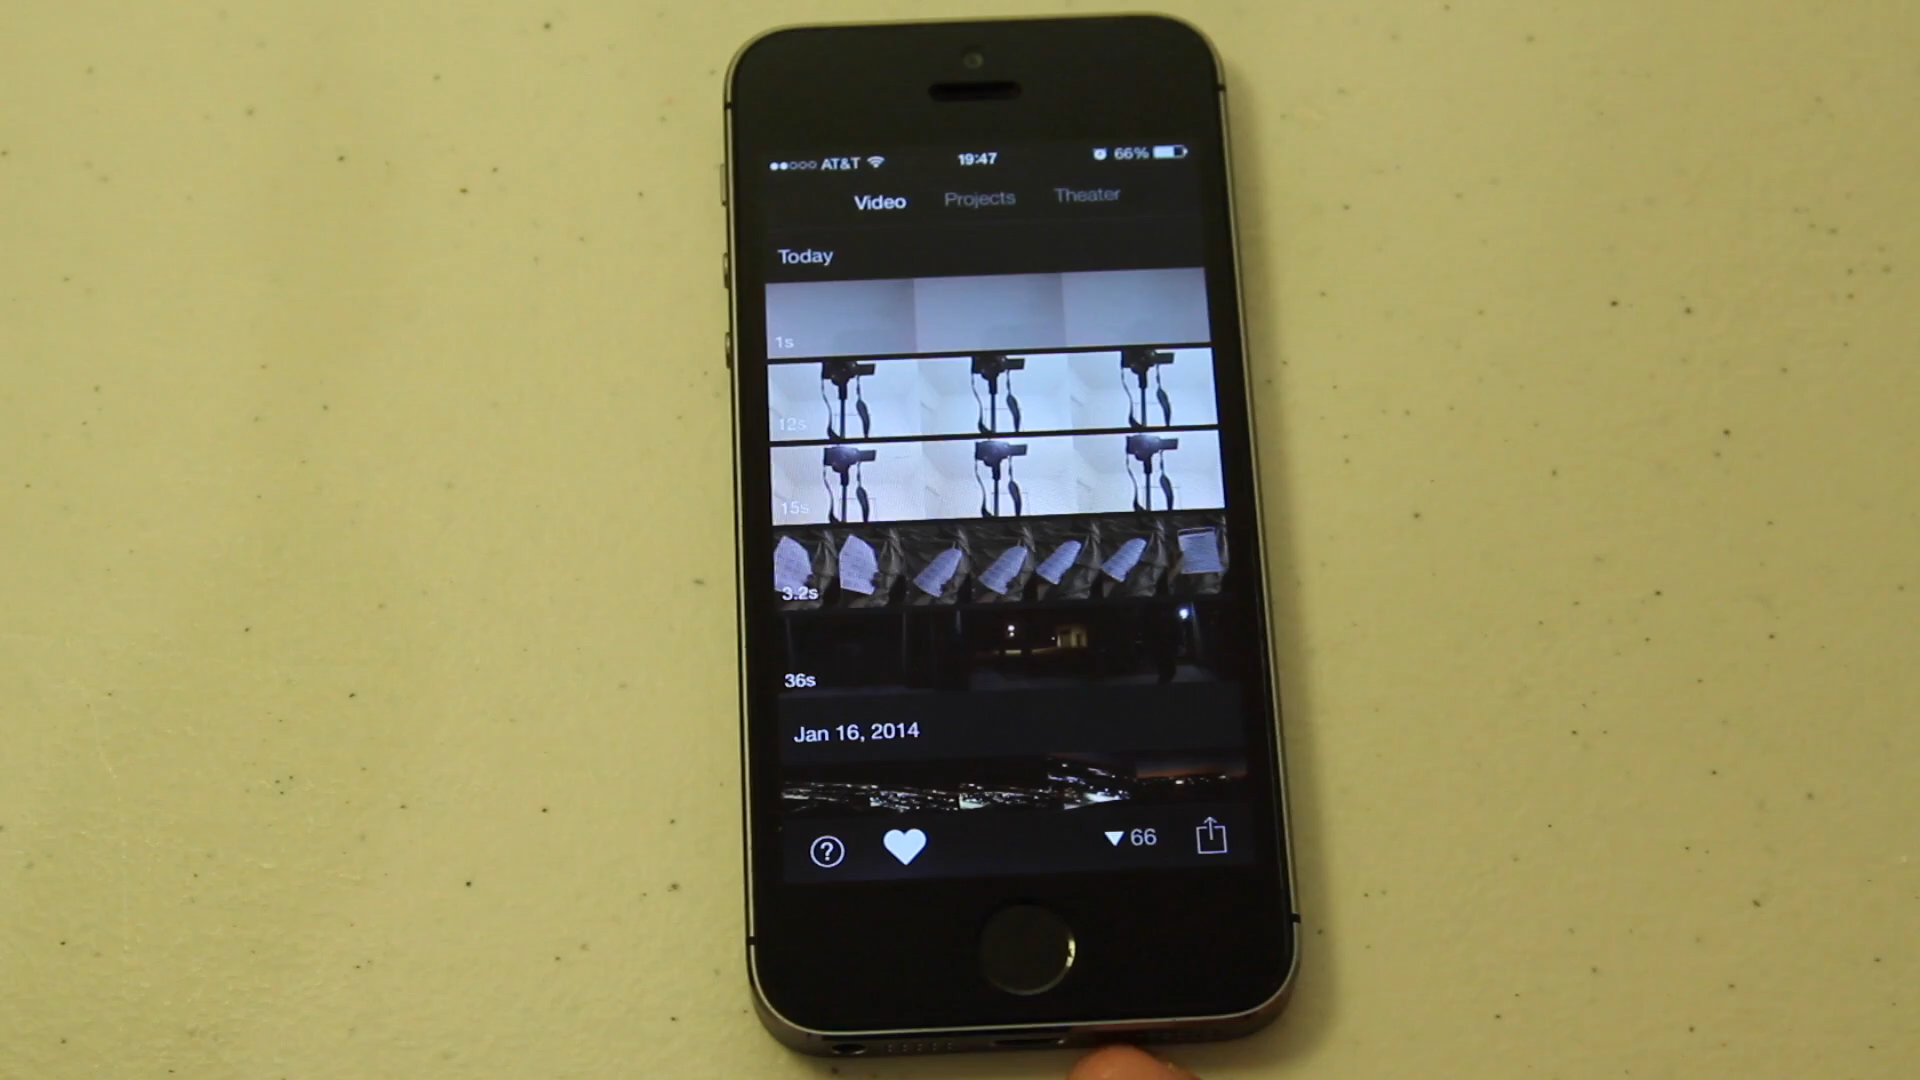 AT&T 19:47 66%
Video Projects Theater
Today
1s
12s
15s
3.2s
36s
Jan 16, 2014
? 66